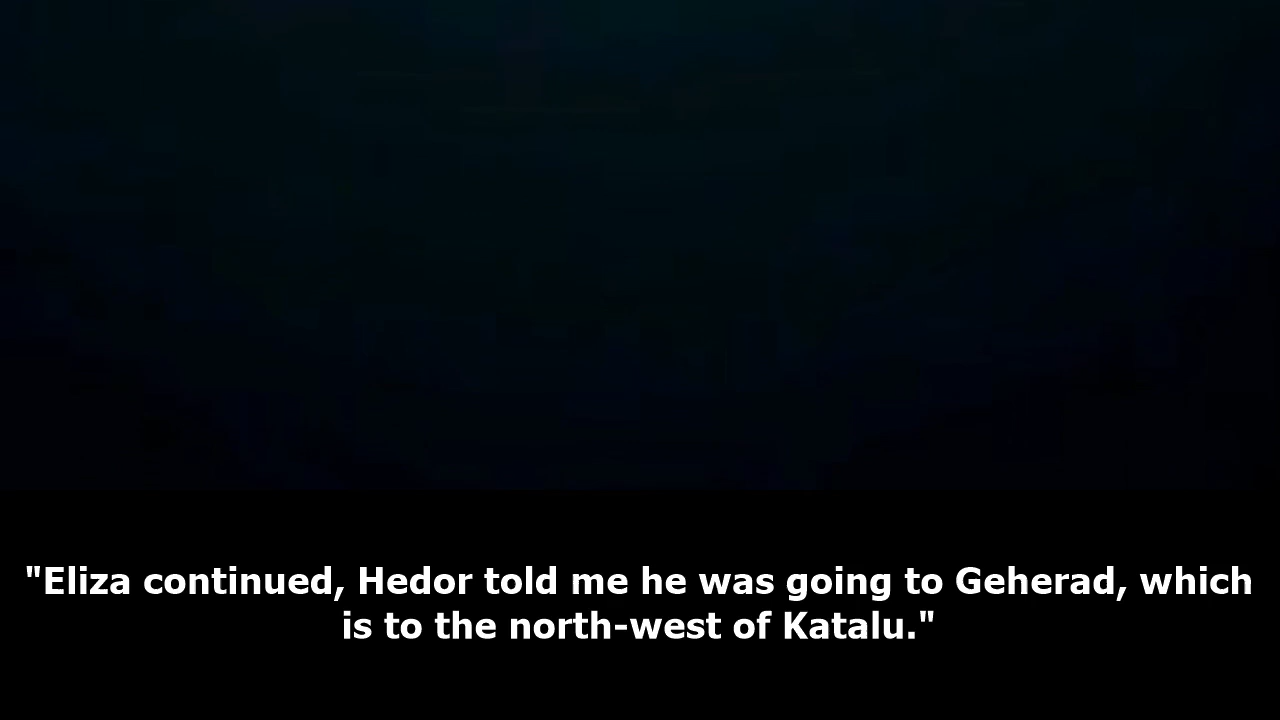 "Eliza continued, Hedor told me he was going to Geherad, which
is to the north-west of Katalu."